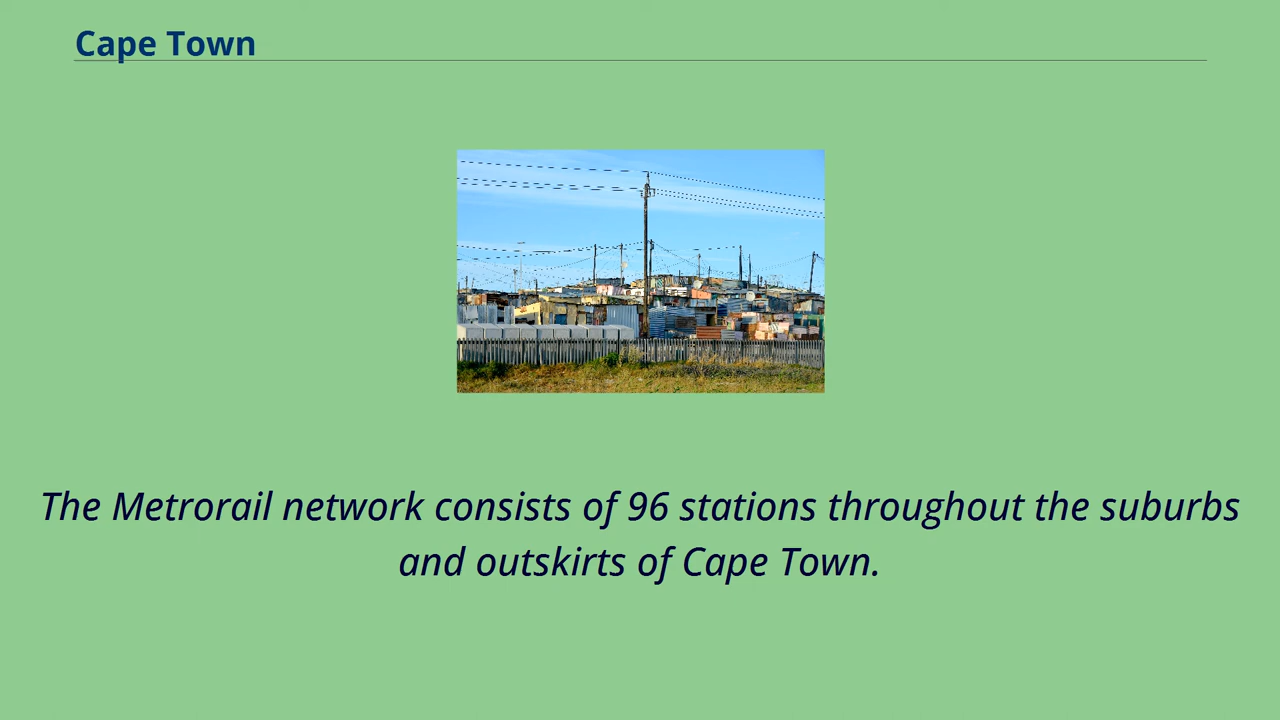 Cape Town
The Metrorail network consists of 96 stations throughout the suburbs
and outskirts of Cape Town.